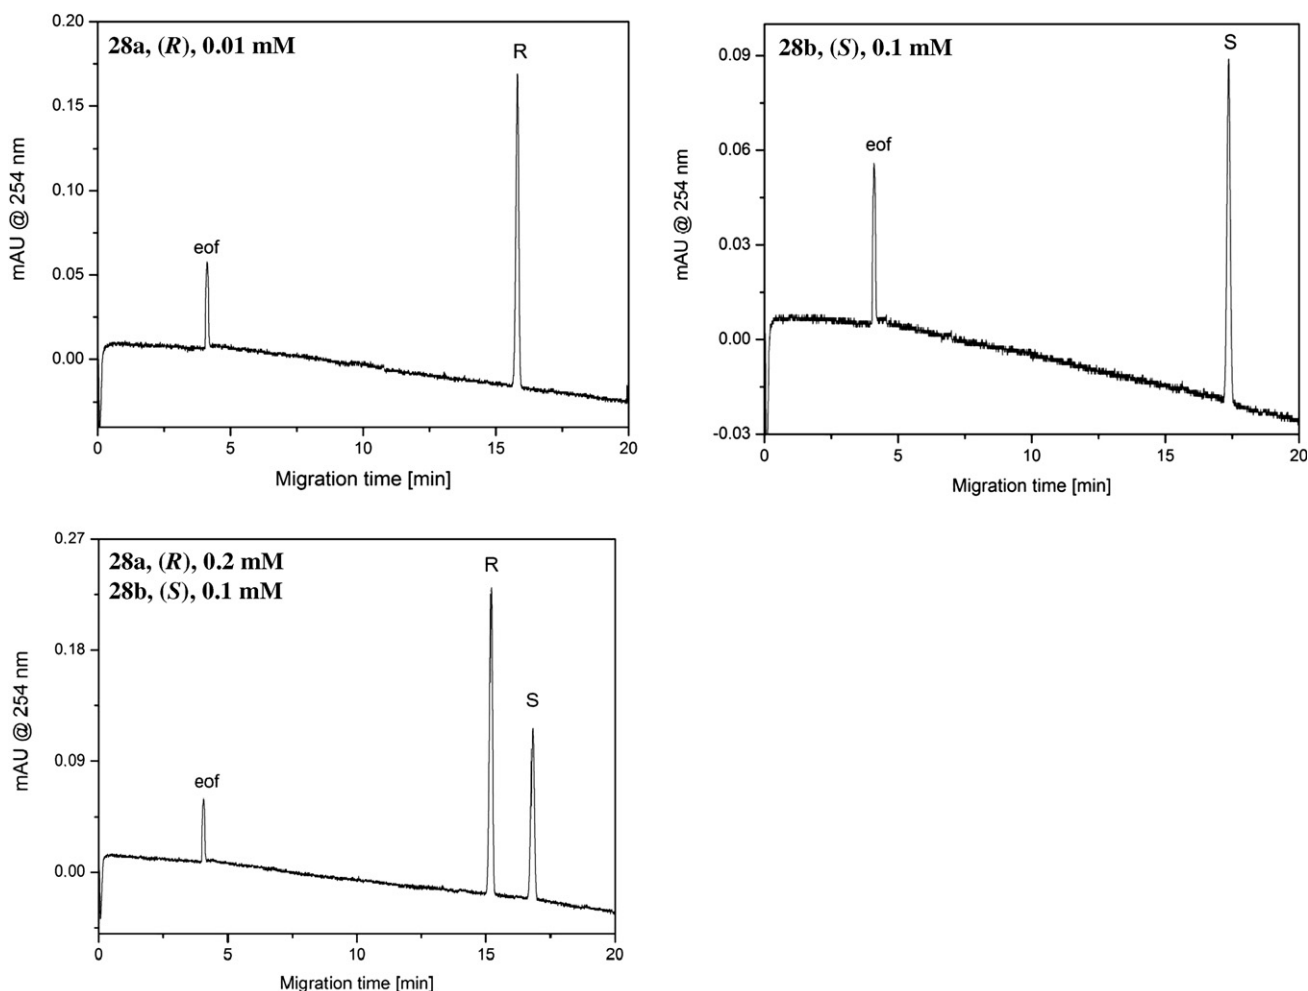 28a, (R), 0.01 mM
R
eof
mAU @ 254 nm
0.20
0.15
0.10
0.05
0.00
0 5 10 15 20
Migration time [min]
28b, (S), 0.1 mM
S
eof
mAU @ 254 nm
0.09
0.06
0.03
0.00
-0.03
0 5 10 15 20
Migration time [min]
28a, (R), 0.2 mM
28b, (S), 0.1 mM
R
S
eof
mAU @ 254 nm
0.27
0.18
0.09
0.00
0 5 10 15 20
Migration time [min]